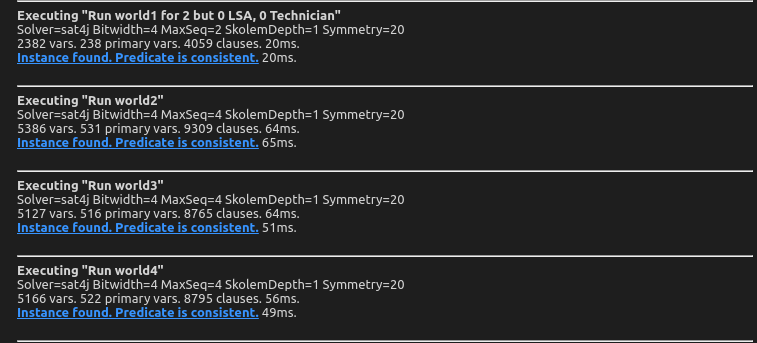 Executing "Run world1 for 2 but 0 LSA, 0 Technician"
Solver=sat4j Bitwidth=4 MaxSeq=2 SkolemDepth=1 Symmetry=20
2382 vars. 238 primary vars. 4059 clauses. 20ms.
Instance found. Predicate is consistent. 20ms.
Executing "Run world2"
Solver=sat4j Bitwidth=4 MaxSeq=4 SkolemDepth=1 Symmetry=20
5386 vars. 531 primary vars. 9309 clauses. 64ms.
Instance found. Predicate is consistent. 65ms.
Executing "Run world3"
Solver=sat4j Bitwidth=4 MaxSeq=4 SkolemDepth=1 Symmetry=20
5127 vars. 516 primary vars. 8765 clauses. 64ms.
Instance found. Predicate is consistent. 51ms.
Executing "Run world4"
Solver=sat4j Bitwidth=4 MaxSeq=4 SkolemDepth=1 Symmetry=20
5166 vars. 522 primary vars. 8795 clauses. 56ms.
Instance found. Predicate is consistent. 49ms.